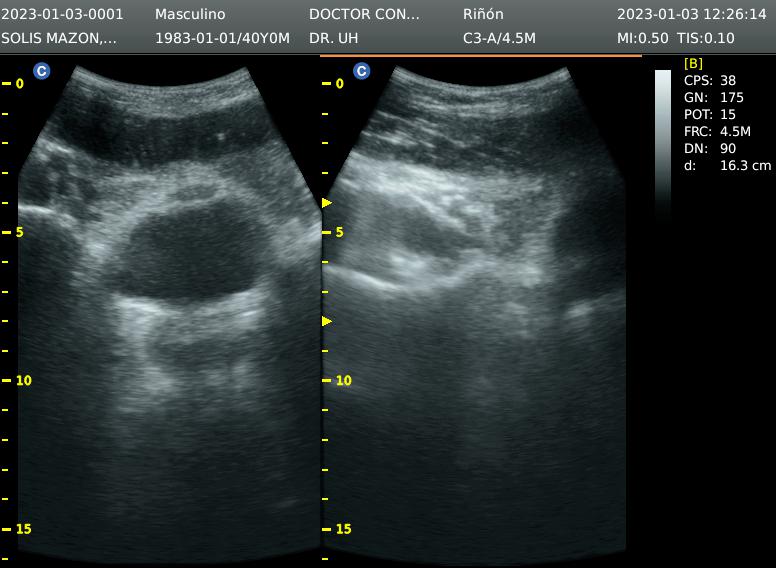 2023-01-03-0001 Masculino DOCTOR CON... Riñón 2023-01-03 12:26:14
SOLIS MAZON,... 1983-01-01/40Y0M DR. UH C3-A/4.5M MI:0.50 TIS:0.10
C C [B]
0 0 CPS: 38
GN: 175
POT: 15
FRC: 4.5M
DN: 90
d: 16.3 cm
5 5
10 10
15 15